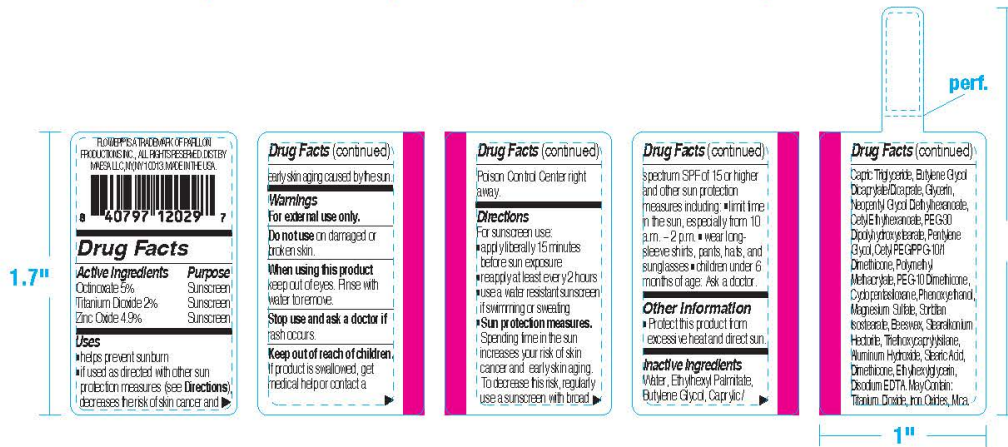 FLOWER® IS A TRADEMARK OF PAPILLON
PRODUCTIONS INC., ALL RIGHTS RESERVED. DIST. BY
MAESA LLC, NY, NY 10013. MADE IN THE USA.
8 40797 12029 7
Drug Facts
Active Ingredients Purpose
Octinoxate 5% Sunscreen
Titanium Dioxide 2% Sunscreen
Zinc Oxide 4.9% Sunscreen
Uses
▪ helps prevent sunburn
▪ if used as directed with other sun
protection measures (see Directions),
decreases the risk of skin cancer and
Drug Facts (continued)
early skin aging caused by the sun.
Warnings
For external use only.
Do not use on damaged or
broken skin.
When using this product
keep out of eyes. Rinse with
water to remove.
Stop use and ask a doctor if
rash occurs.
Keep out of reach of children.
If product is swallowed, get
medical help or contact a
Drug Facts (continued)
Poison Control Center right
away.
Directions
For sunscreen use:
▪ apply liberally 15 minutes
before sun exposure
▪ reapply at least every 2 hours
▪ use a water resistant sunscreen
if swimming or sweating
▪ Sun protection measures.
Spending time in the sun
increases your risk of skin
cancer and early skin aging.
To decrease this risk, regularly
use a sunscreen with broad
Drug Facts (continued)
spectrum SPF of 15 or higher
and other sun protection
measures including: ▪ limit time
in the sun, especially from 10
a.m. – 2 p.m. ▪ wear long-
sleeve shirts, pants, hats, and
sunglasses ▪ children under 6
months of age: Ask a doctor.
Other information
▪ Protect this product from
excessive heat and direct sun.
Inactive Ingredients
Water, Ethylhexyl Palmitate,
Butylene Glycol, Caprylic/
Drug Facts (continued)
Capric Triglyceride, Butylene Glycol
Dicaprylate/Dicaprate, Glycerin,
Neopentyl Glycol Diethylhexanoate,
Cetyl Ethylhexanoate, PEG-30
Dipolyhydroxystearate, Pentylene
Glycol, Cetyl PEG/PPG-10/1
Dimethicone, Polymethyl
Methacrylate, PEG-10 Dimethicone,
Cyclopentasiloxane, Phenoxyethanol,
Magnesium Sulfate, Sorbitan
Isostearate, Beeswax, Stearalkonium
Hectorite, Triethoxycaprylylsilane,
Aluminum Hydroxide, Stearic Acid,
Dimethicone, Ethylhexylglycerin,
Disodium EDTA. May Contain:
Titanium Dioxide, Iron Oxides, Mica.
perf.
1.7"
1"